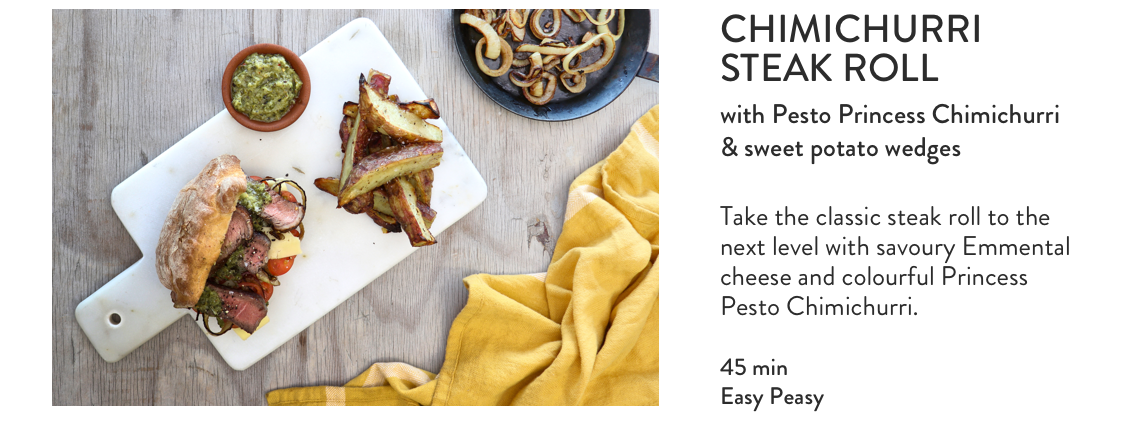 CHIMICHURRI
STEAK ROLL
with Pesto Princess Chimichurri
& sweet potato wedges
Take the classic steak roll to the
next level with savoury Emmental
cheese and colourful Princess
Pesto Chimichurri.
45 min
Easy Peasy